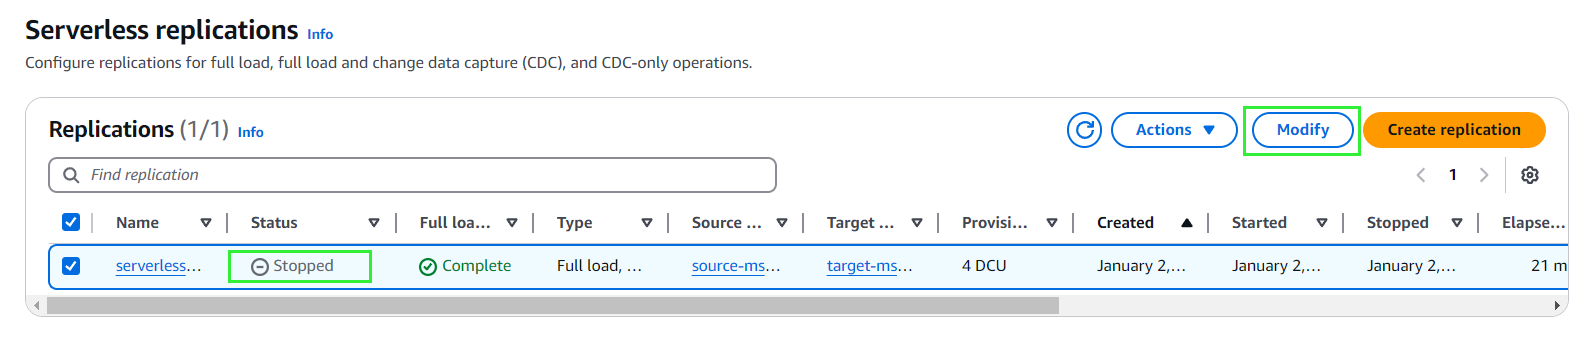 Serverless replications Info
Configure replications for full load, full load and change data capture (CDC), and CDC-only operations.
Replications (1/1) Info
Actions Modify Create replication
Find replication
1
Name Status Full loa... Type Source ... Target ... Provisi... Created Started Stopped Elapse...
serverless... Stopped Complete Full load, ... source-ms... target-ms... 4 DCU January 2,... January 2,... January 2,... 21 m